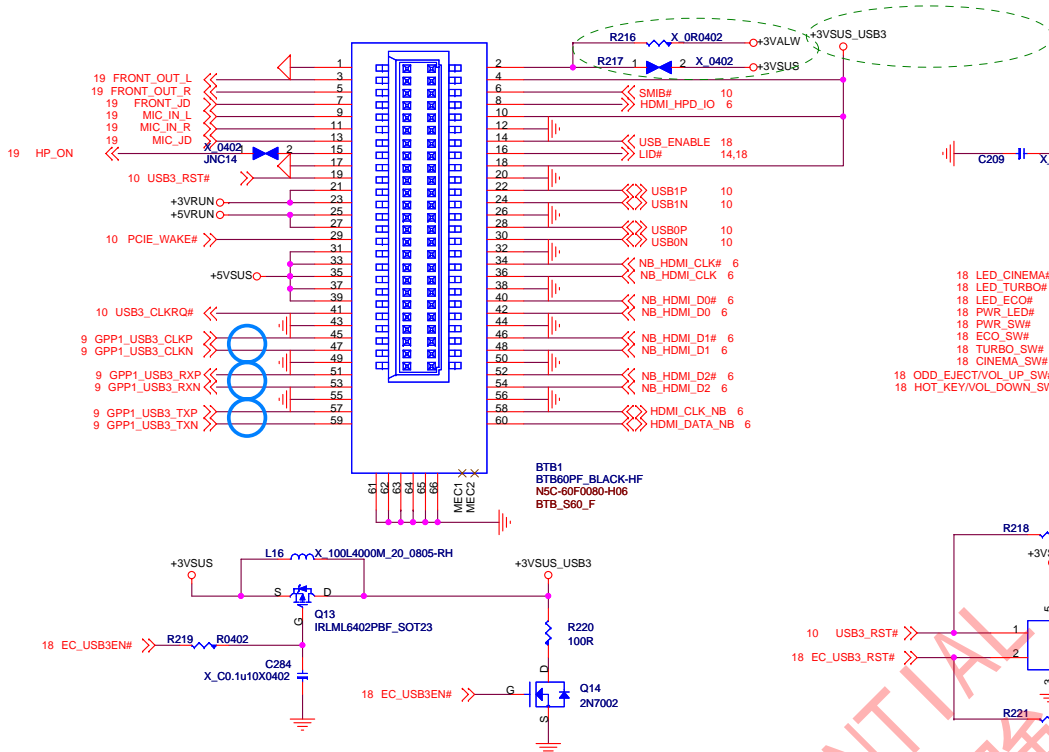 R216 X_0R0402 +3VALW +3VSUS_USB3
R217 1 2 X_0402 +3VSUS
1 2
19 FRONT_OUT_L 3 4
19 FRONT_OUT_R 5 6 SMIB# 10
19 FRONT_JD 7 8 HDMI_HPD_IO 6
19 MIC_IN_L 9 10
19 MIC_IN_R 11 12
19 MIC_JD 13 14 USB_ENABLE 18
19 HP_ON X_0402 1 2 JNC14 15 16 LID# 14,18
17 18
10 USB3_RST# 19 20
21 22 USB1P 10
+3VRUN 23 24 USB1N 10
+5VRUN 25 26
27 28 USB0P 10
10 PCIE_WAKE# 29 30 USB0N 10
31 32
33 34 NB_HDMI_CLK# 6
+5VSUS 35 36 NB_HDMI_CLK 6
37 38
39 40 NB_HDMI_D0# 6
10 USB3_CLKRQ# 41 42 NB_HDMI_D0 6
43 44
9 GPP1_USB3_CLKP 45 46 NB_HDMI_D1# 6
9 GPP1_USB3_CLKN 47 48 NB_HDMI_D1 6
49 50
9 GPP1_USB3_RXP 51 52 NB_HDMI_D2# 6
9 GPP1_USB3_RXN 53 54 NB_HDMI_D2 6
55 56
9 GPP1_USB3_TXP 57 58 HDMI_CLK_NB 6
9 GPP1_USB3_TXN 59 60 HDMI_DATA_NB 6
61 62 63 64 65 66 MEC1 MEC2
BTB1
BTB60PF_BLACK-HF
N5C-60F0080-H06
BTB_S60_F
C209 X_
18 LED_CINEMA#
18 LED_TURBO#
18 LED_ECO#
18 PWR_LED#
18 PWR_SW#
18 ECO_SW#
18 TURBO_SW#
18 CINEMA_SW#
18 ODD_EJECT/VOL_UP_SW
18 HOT_KEY/VOL_DOWN_SW
+3VSUS L16 X_100L4000M_20_0805-RH +3VSUS_USB3
S D G
Q13
IRLML6402PBF_SOT23
18 EC_USB3EN# R219 R0402
C284
X_C0.1u10X0402
R220
100R
18 EC_USB3EN# G D S
Q14
2N7002
R218
+3VS
5
10 USB3_RST# 1
18 EC_USB3_RST# 2
3
R221
NTIAL